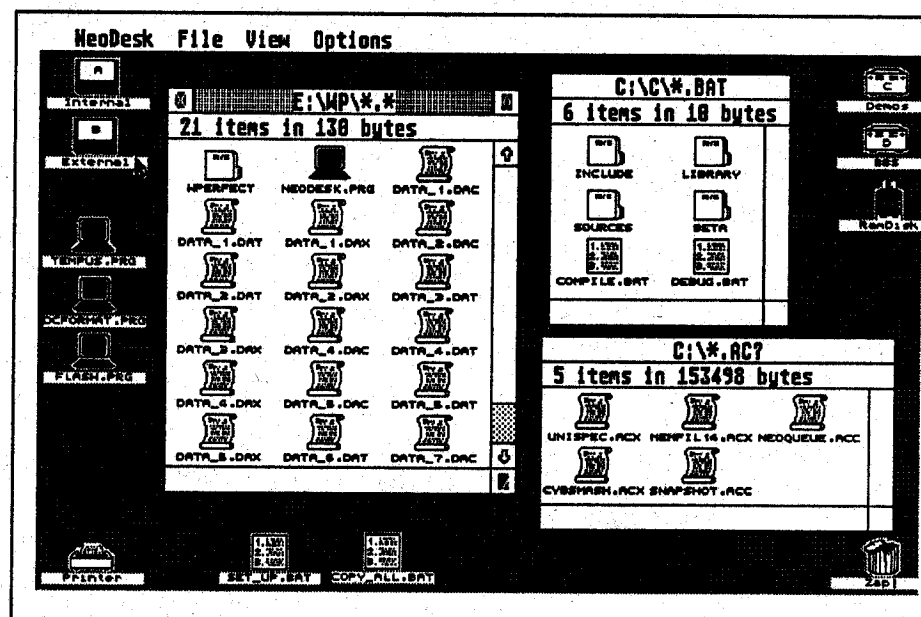 NeoDesk File View Options
A
Internal
B
External
TEMPUS.PRG
DCFORMAT.PRG
FLASH.PRG
Printer
E:\WP\*.*
21 items in 130 bytes
WPERFECT NEODESK.PRG DATA_1.DAC
DATA_1.DAT DATA_1.DAX DATA_2.DAC
DATA_2.DAT DATA_2.DAX DATA_3.DAT
DATA_3.DAX DATA_4.DAC DATA_4.DAT
DATA_4.DAX DATA_5.DAC DATA_5.DAT
DATA_5.DAX DATA_6.DAT DATA_7.DAC
SET_UP.BAT COPY_ALL.BAT
C:\C\*.BAT
6 items in 10 bytes
INCLUDE LIBRARY
SOURCES BETA
COMPILE.BAT DEBUG.BAT
C:\*.AC?
5 items in 153498 bytes
UNISPEC.ACX MEMFIL14.ACX NEOQUEUE.ACC
CYBSMASH.ACX SNAPSHOT.ACC
C
Demos
D
BBS
RamDisk
Zap!